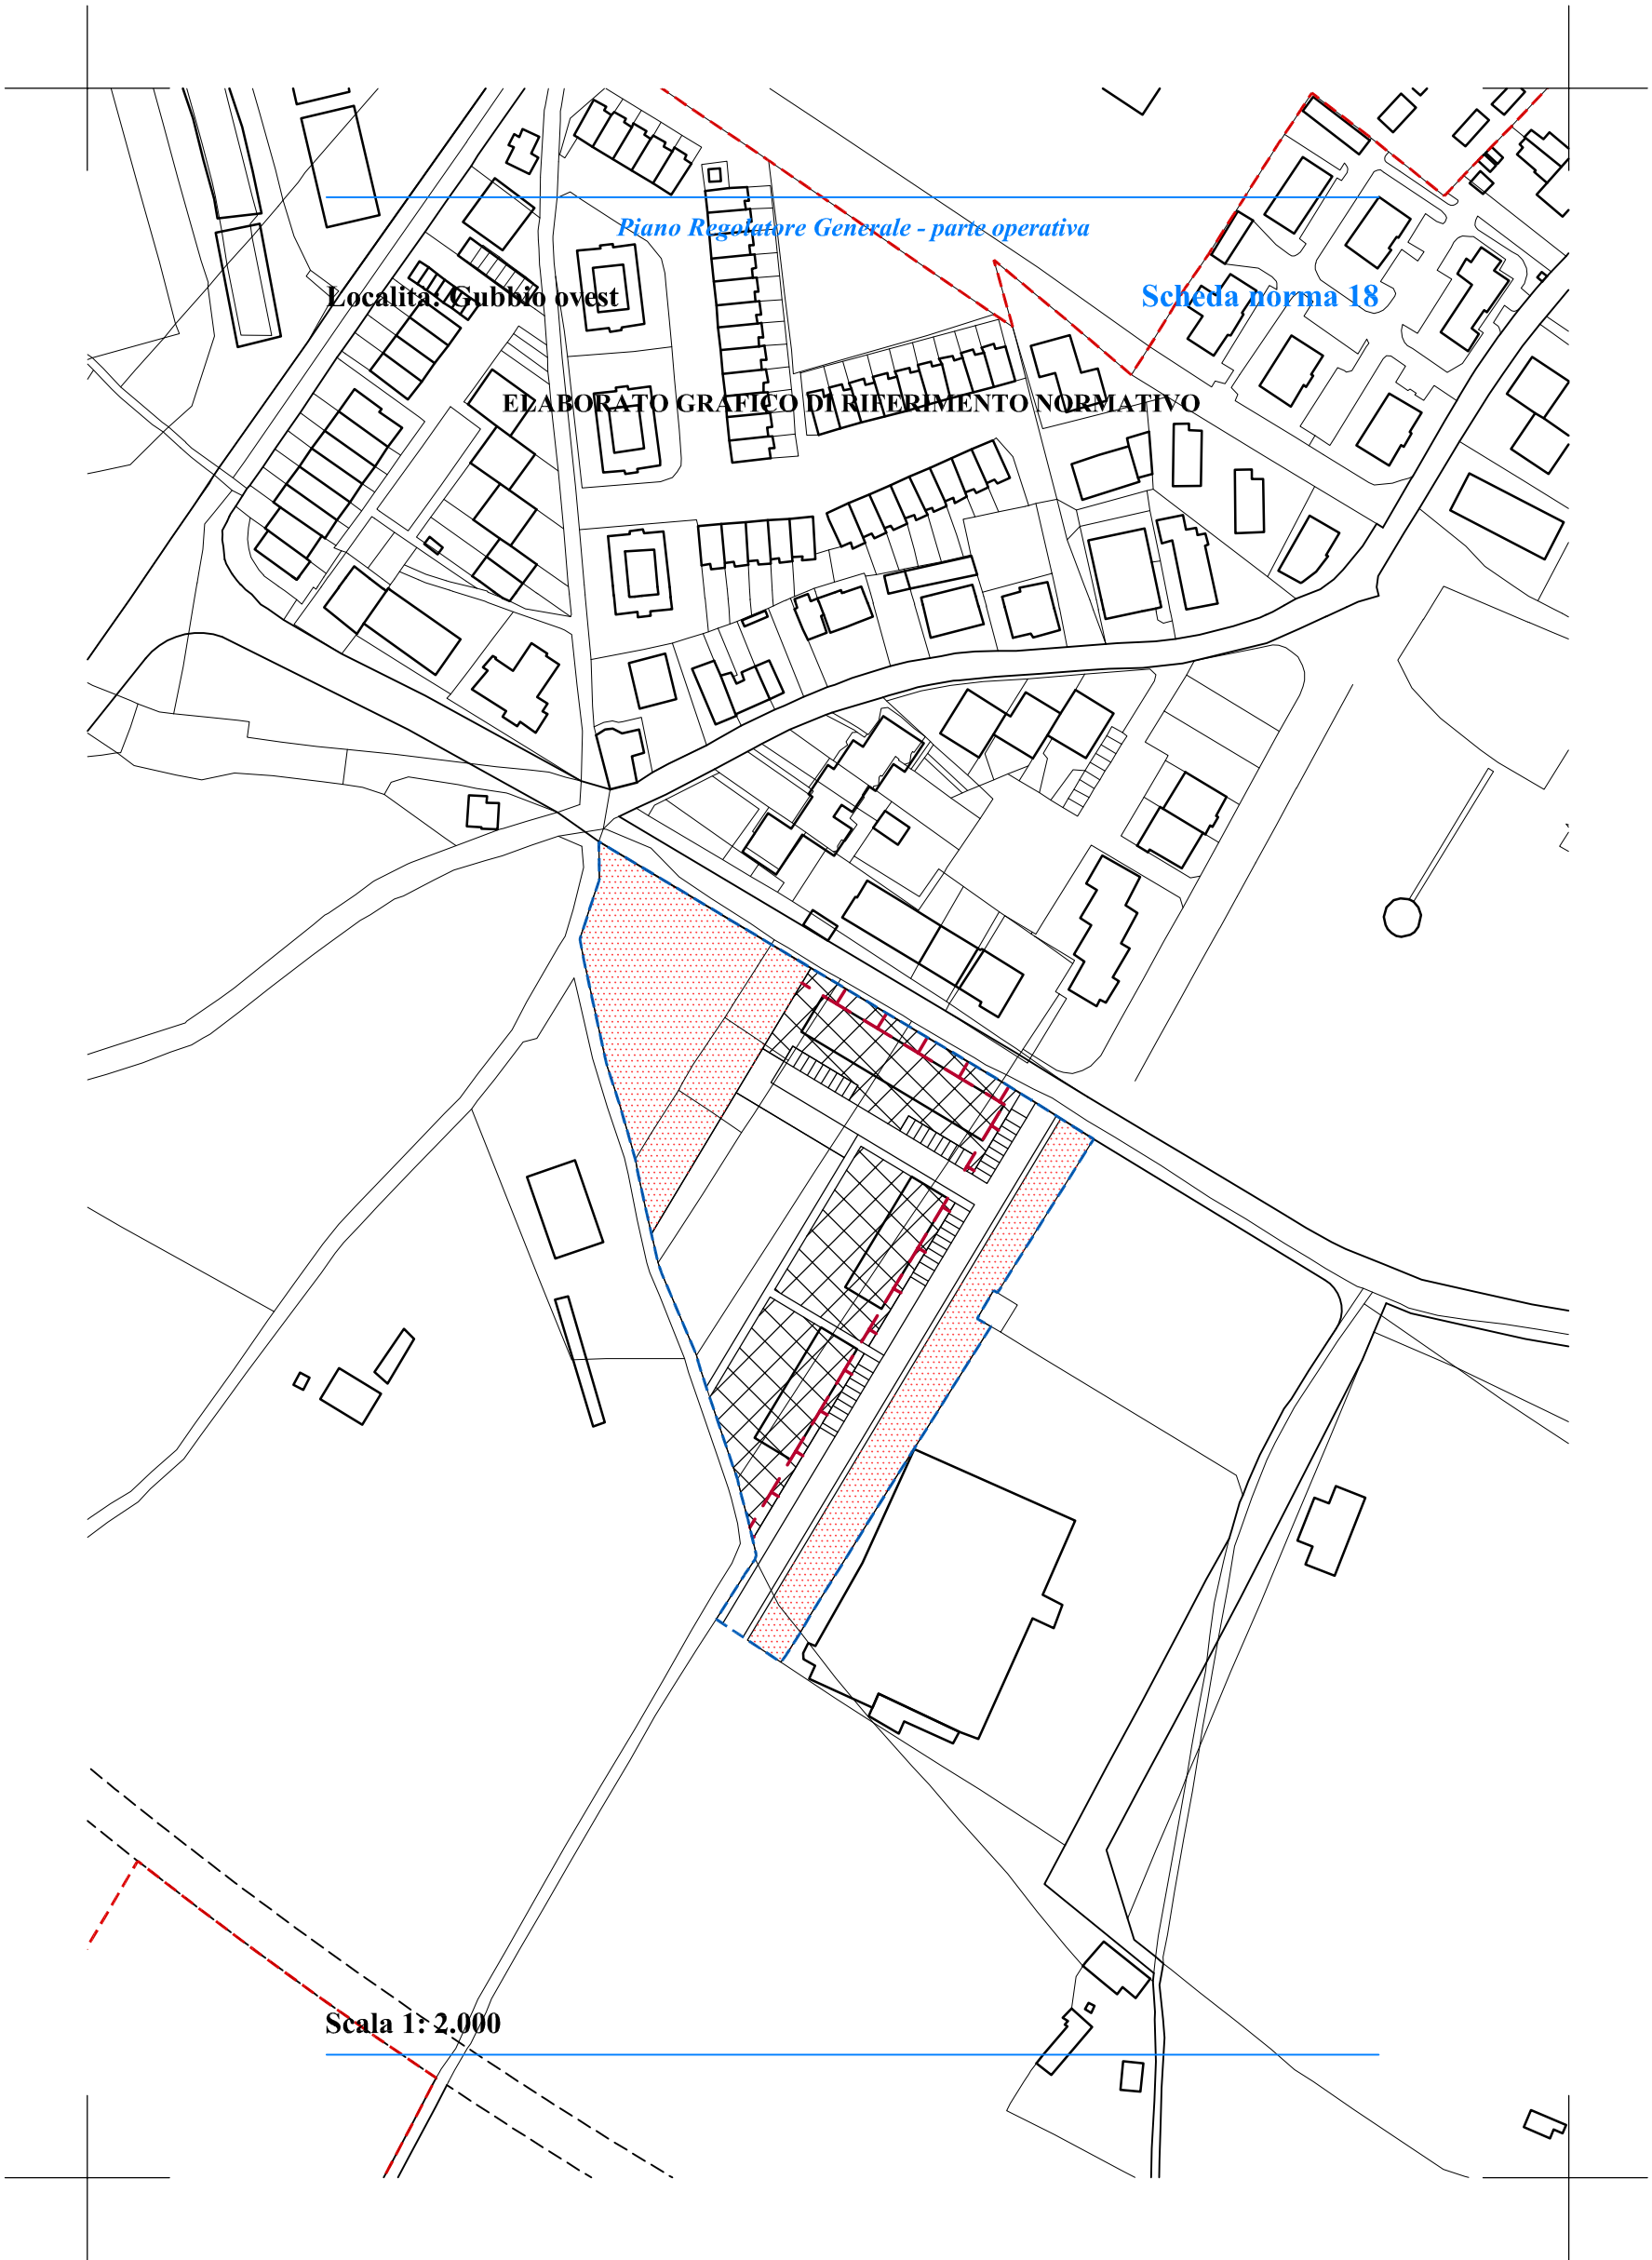 Piano Regolatore Generale - parte operativa
Località: Gubbio ovest
Scheda norma 18
ELABORATO GRAFICO DI RIFERIMENTO NORMATIVO
Scala 1: 2.000